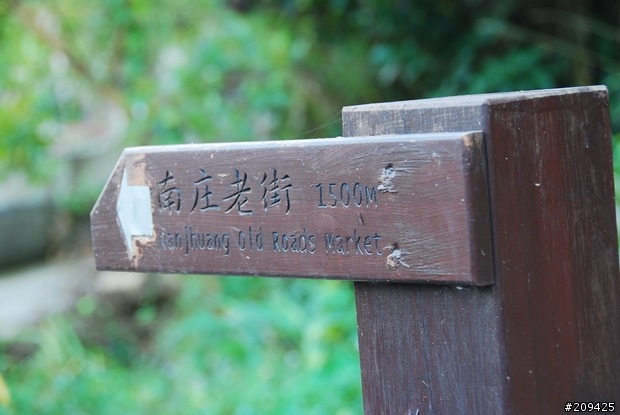 南庄老街 1500M
Nanjhuang Old Roads Market
#209425